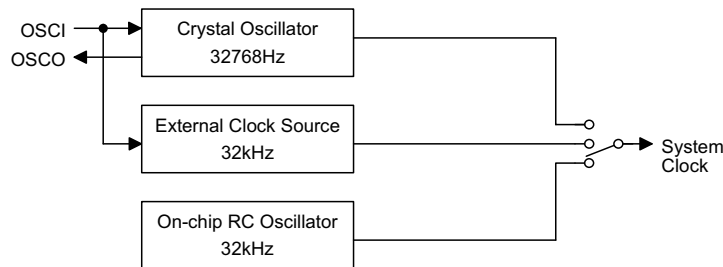 OSCI
OSCO
Crystal Oscillator
32768Hz
External Clock Source
32kHz
On-chip RC Oscillator
32kHz
System
Clock